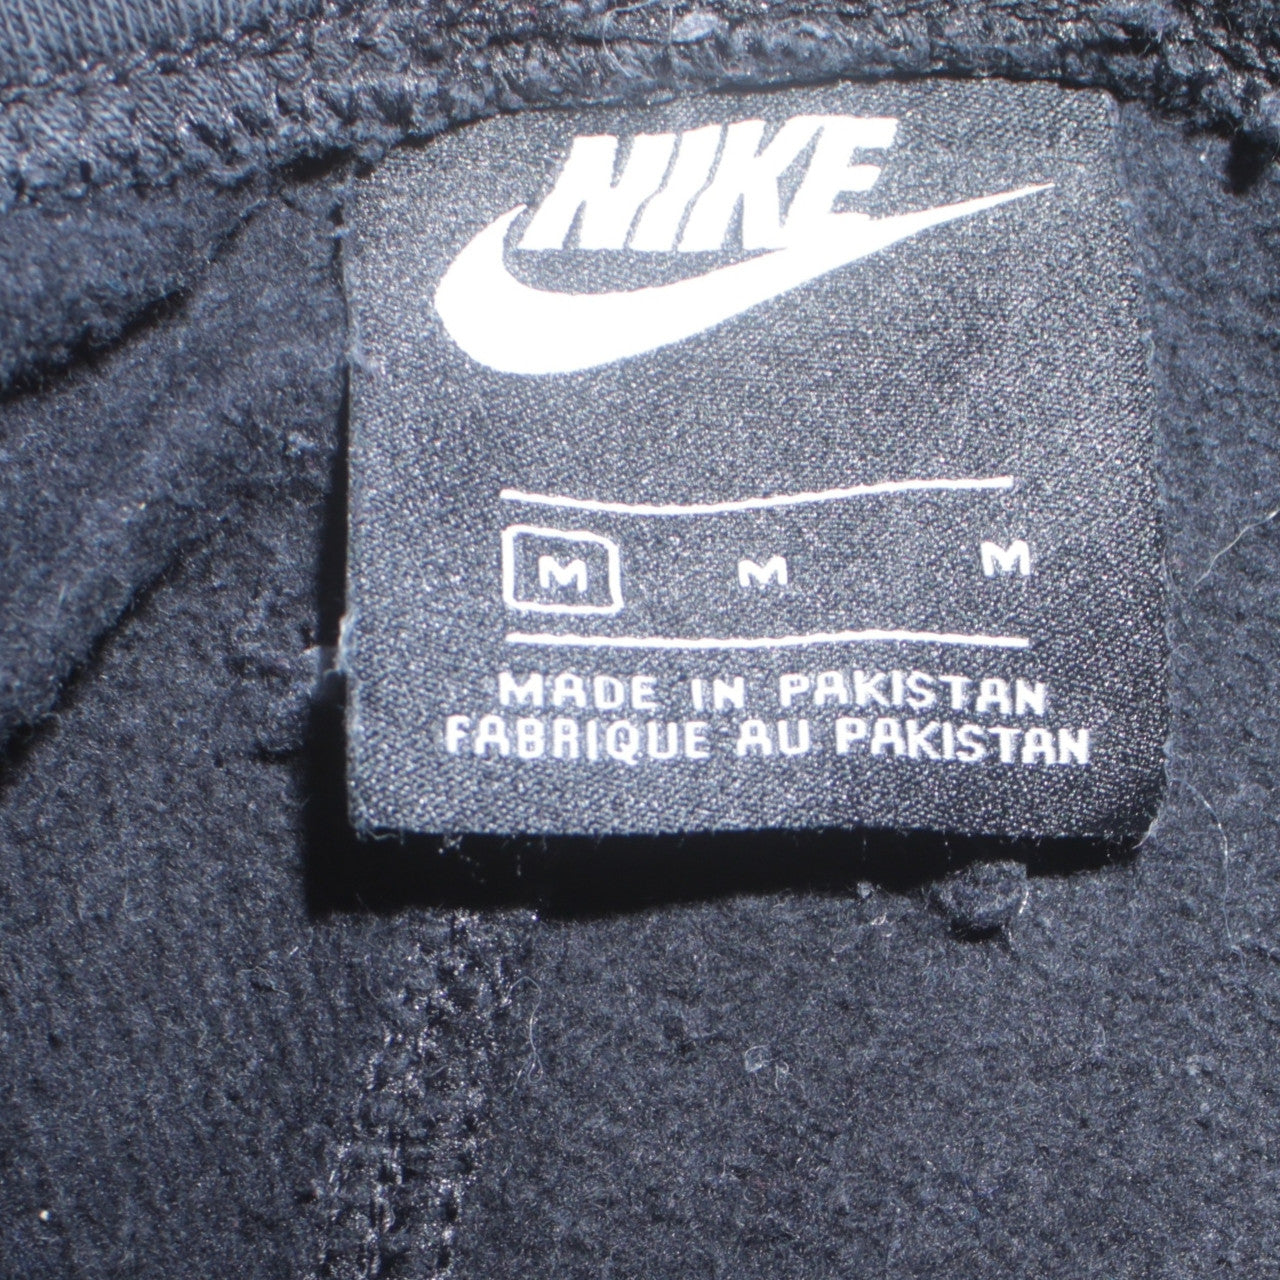 NIKE
M M M
MADE IN PAKISTAN
FABRIQUE AU PAKISTAN